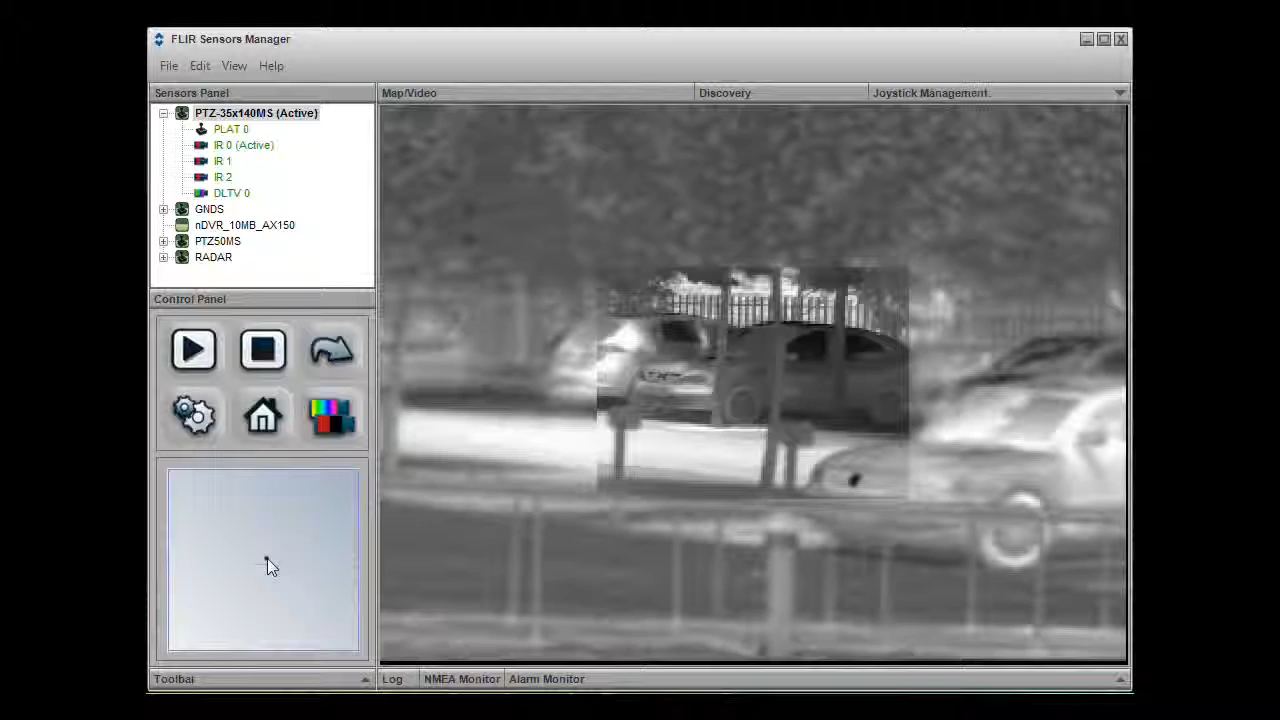 FLIR Sensors Manager
File Edit View Help
Sensors Panel
Map/Video
Discovery
Joystick Management.
PTZ-35x140MS (Active)
PLAT 0
IR 0 (Active)
IR 1
IR 2
DLTV 0
GNDS
nDVR_10MB_AX150
PTZ50MS
RADAR
Control Panel
Toolbar
Log
NMEA Monitor
Alarm Monitor